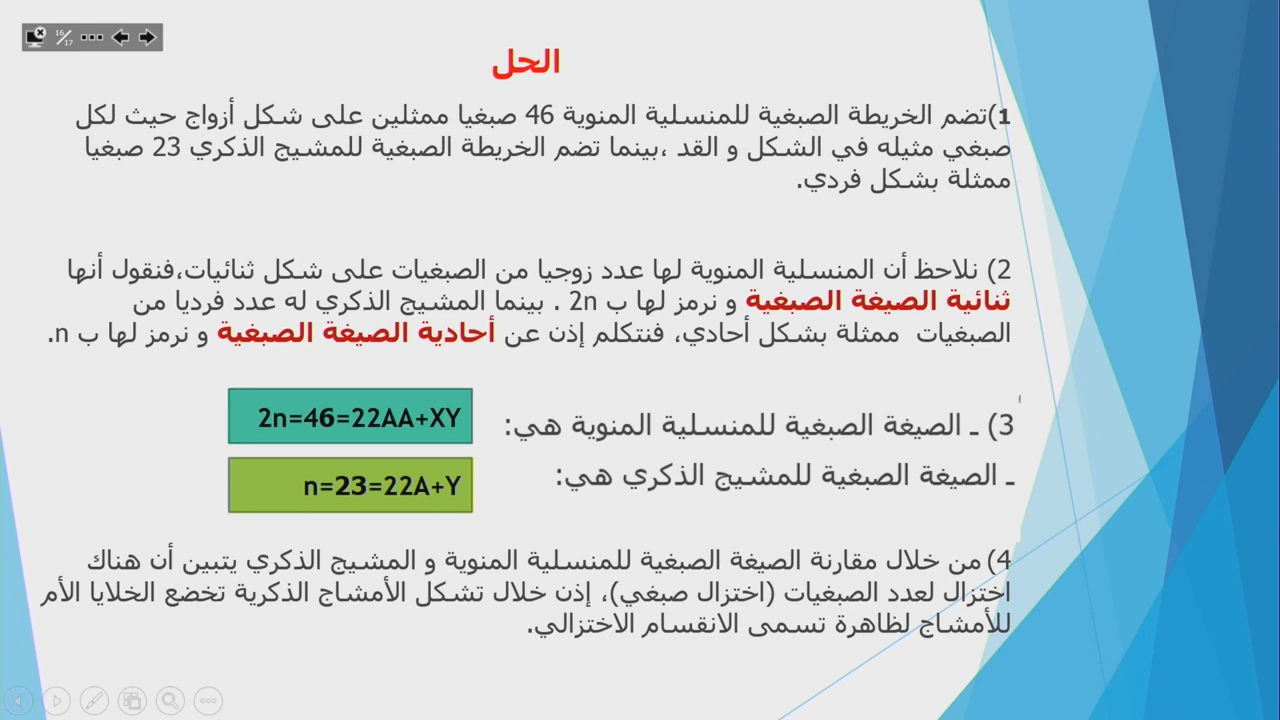 16/17
الحل
1)تضم الخريطة الصبغية للمنسلية المنوية 46 صبغيا ممثلين على شكل أزواج حيث لكل
صبغي مثيله في الشكل و القد ،بينما تضم الخريطة الصبغية للمشيج الذكري 23 صبغيا
ممثلة بشكل فردي.
2) نلاحظ أن المنسلية المنوية لها عدد زوجيا من الصبغيات على شكل ثنائيات،فنقول أنها
ثنائية الصيغة الصبغية و نرمز لها ب 2n . بينما المشيج الذكري له عدد فرديا من
الصبغيات ممثلة بشكل أحادي، فنتكلم إذن عن أحادية الصيغة الصبغية و نرمز لها ب n.
3) ـ الصيغة الصبغية للمنسلية المنوية هي: 2n=46=22AA+XY
ـ الصيغة الصبغية للمشيج الذكري هي: n=23=22A+Y
4) من خلال مقارنة الصيغة الصبغية للمنسلية المنوية و المشيج الذكري يتبين أن هناك
اختزال لعدد الصبغيات (اختزال صبغي)، إذن خلال تشكل الأمشاج الذكرية تخضع الخلايا الأم
للأمشاج لظاهرة تسمى الانقسام الاختزالي.